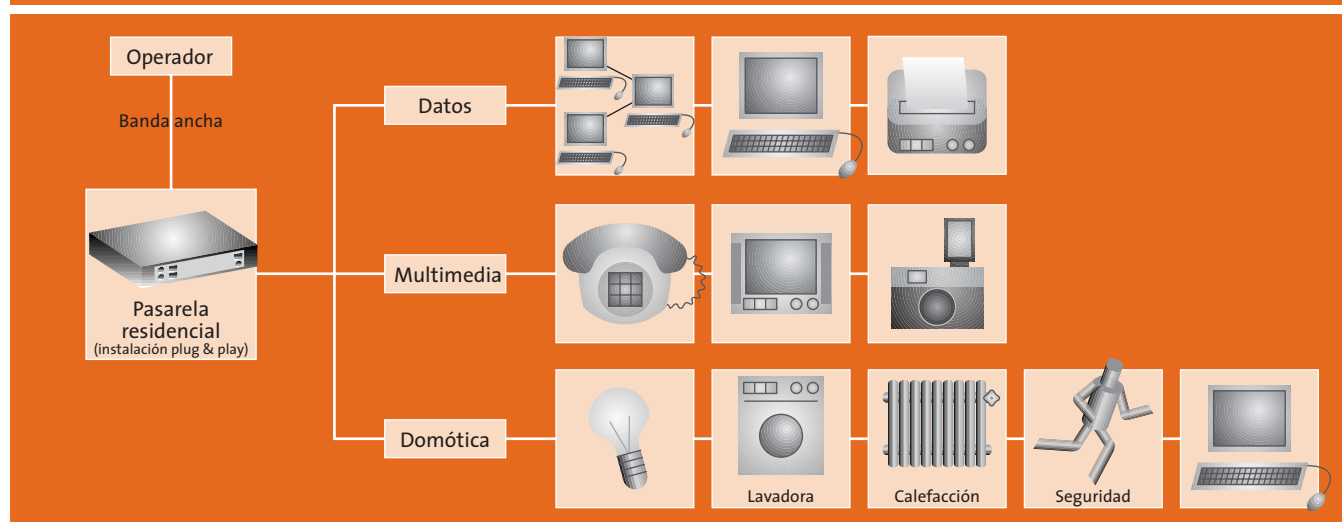 Operador
Banda ancha
Pasarela
residencial
(instalación plug & play)
Datos
Multimedia
Domótica
Lavadora
Calefacción
Seguridad